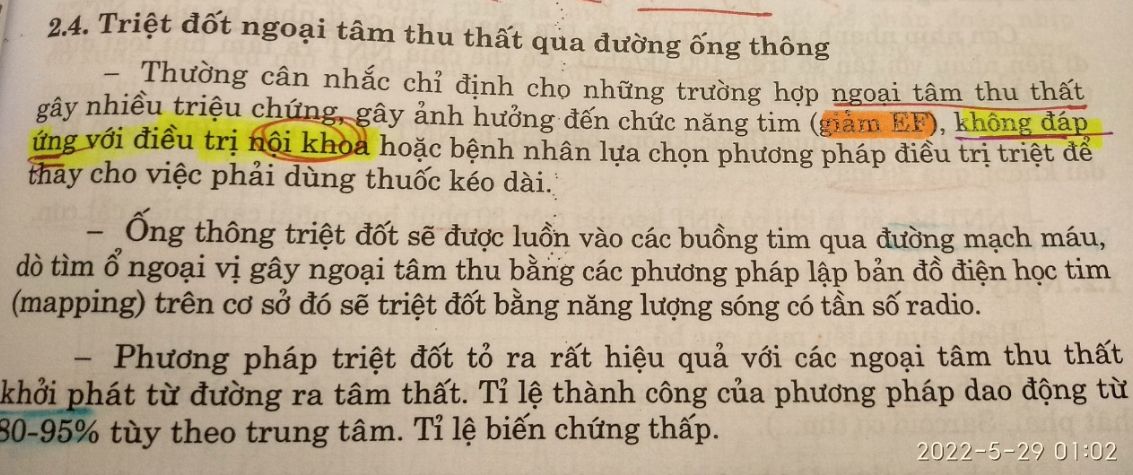 2.4. Triệt đốt ngoại tâm thu thất qua đường ống thông
– Thường cân nhắc chỉ định cho những trường hợp ngoại tâm thu thất
gây nhiều triệu chứng, gây ảnh hưởng đến chức năng tim (giảm EF), không đáp
ứng với điều trị nội khoa hoặc bệnh nhân lựa chọn phương pháp điều trị triệt để
thay cho việc phải dùng thuốc kéo dài.
– Ống thông triệt đốt sẽ được luồn vào các buồng tim qua đường mạch máu,
dò tìm ổ ngoại vị gây ngoại tâm thu bằng các phương pháp lập bản đồ điện học tim
(mapping) trên cơ sở đó sẽ triệt đốt bằng năng lượng sóng có tần số radio.
– Phương pháp triệt đốt tỏ ra rất hiệu quả với các ngoại tâm thu thất
khởi phát từ đường ra tâm thất. Tỉ lệ thành công của phương pháp dao động từ
80-95% tùy theo trung tâm. Tỉ lệ biến chứng thấp.
2022-5-29 01:02